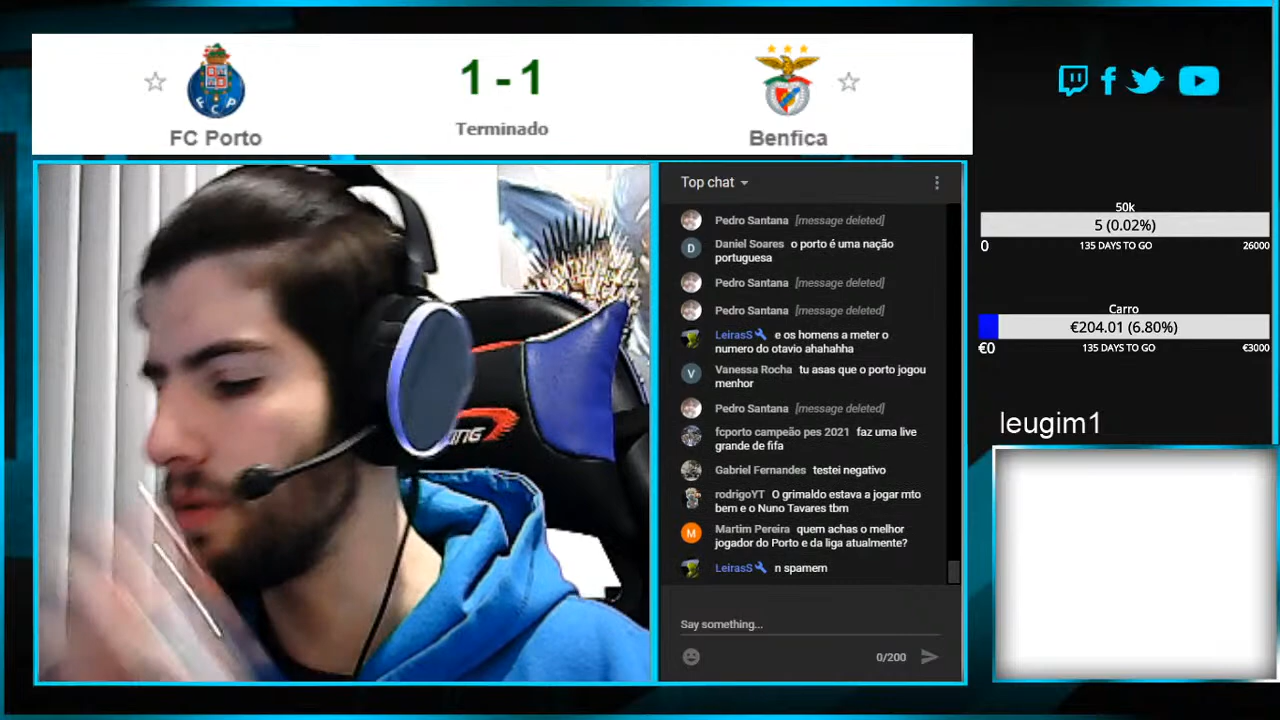 1 - 1
FC Porto
Terminado
Benfica
FCP
ING
Top chat
Pedro Santana [message deleted]
Daniel Soares o porto é uma nação
portuguesa
Pedro Santana [message deleted]
Pedro Santana [message deleted]
LeirasS e os homens a meter o
numero do otavio ahahahha
Vanessa Rocha tu asas que o porto jogou
menhor
Pedro Santana [message deleted]
fcporto campeão pes 2021 faz uma live
grande de fifa
Gabriel Fernandes testei negativo
rodrigoYT O grimaldo estava a jogar mto
bem e o Nuno Tavares tbm
Martim Pereira quem achas o melhor
jogador do Porto e da liga atualmente?
LeirasS n spamem
Say something...
0/200
50k
5 (0.02%)
0 135 DAYS TO GO 26000
Carro
€204.01 (6.80%)
€0 135 DAYS TO GO €3000
leugim1